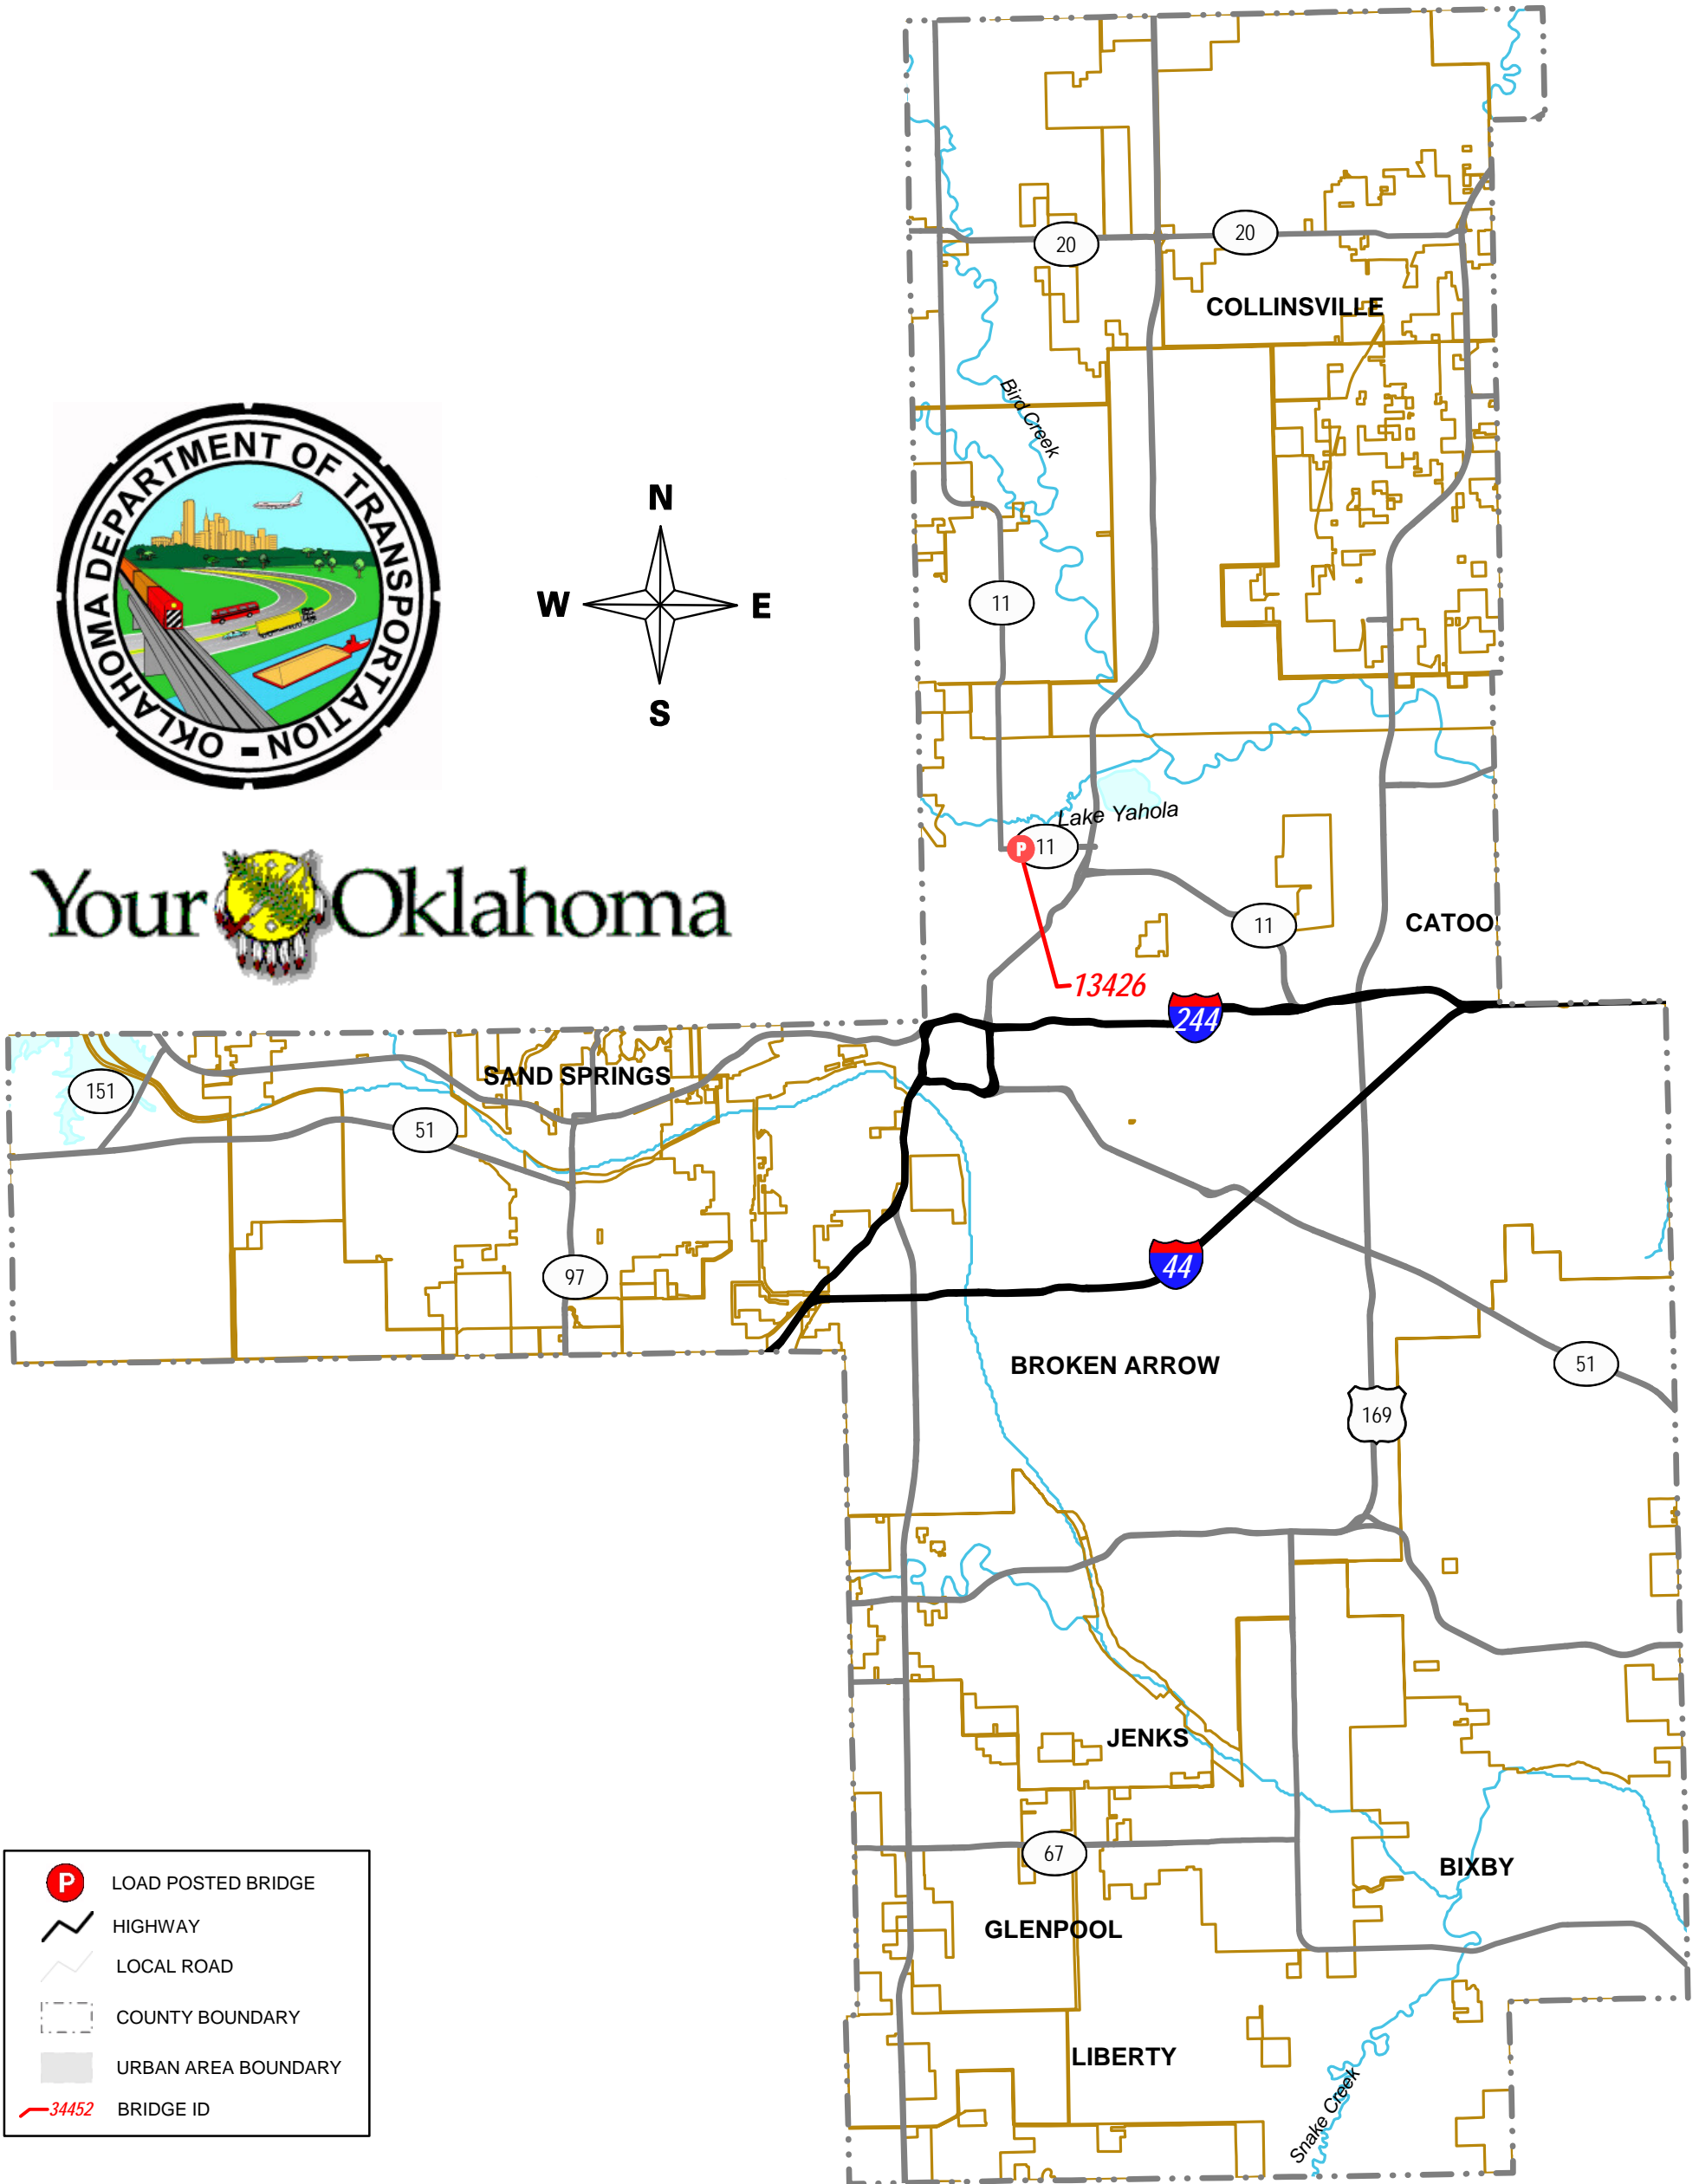 20
20
COLLINSVILLE
Bird Creek
OKLAHOMA DEPARTMENT OF TRANSPORTATION -
N
W E
S
11
Lake Yahola
P
11
Your Oklahoma
11
CATOO
13426
244
SAND SPRINGS
151
51
97
44
BROKEN ARROW
51
169
JENKS
67
BIXBY
GLENPOOL
LIBERTY
Snake Creek
P LOAD POSTED BRIDGE
HIGHWAY
LOCAL ROAD
COUNTY BOUNDARY
URBAN AREA BOUNDARY
34452 BRIDGE ID